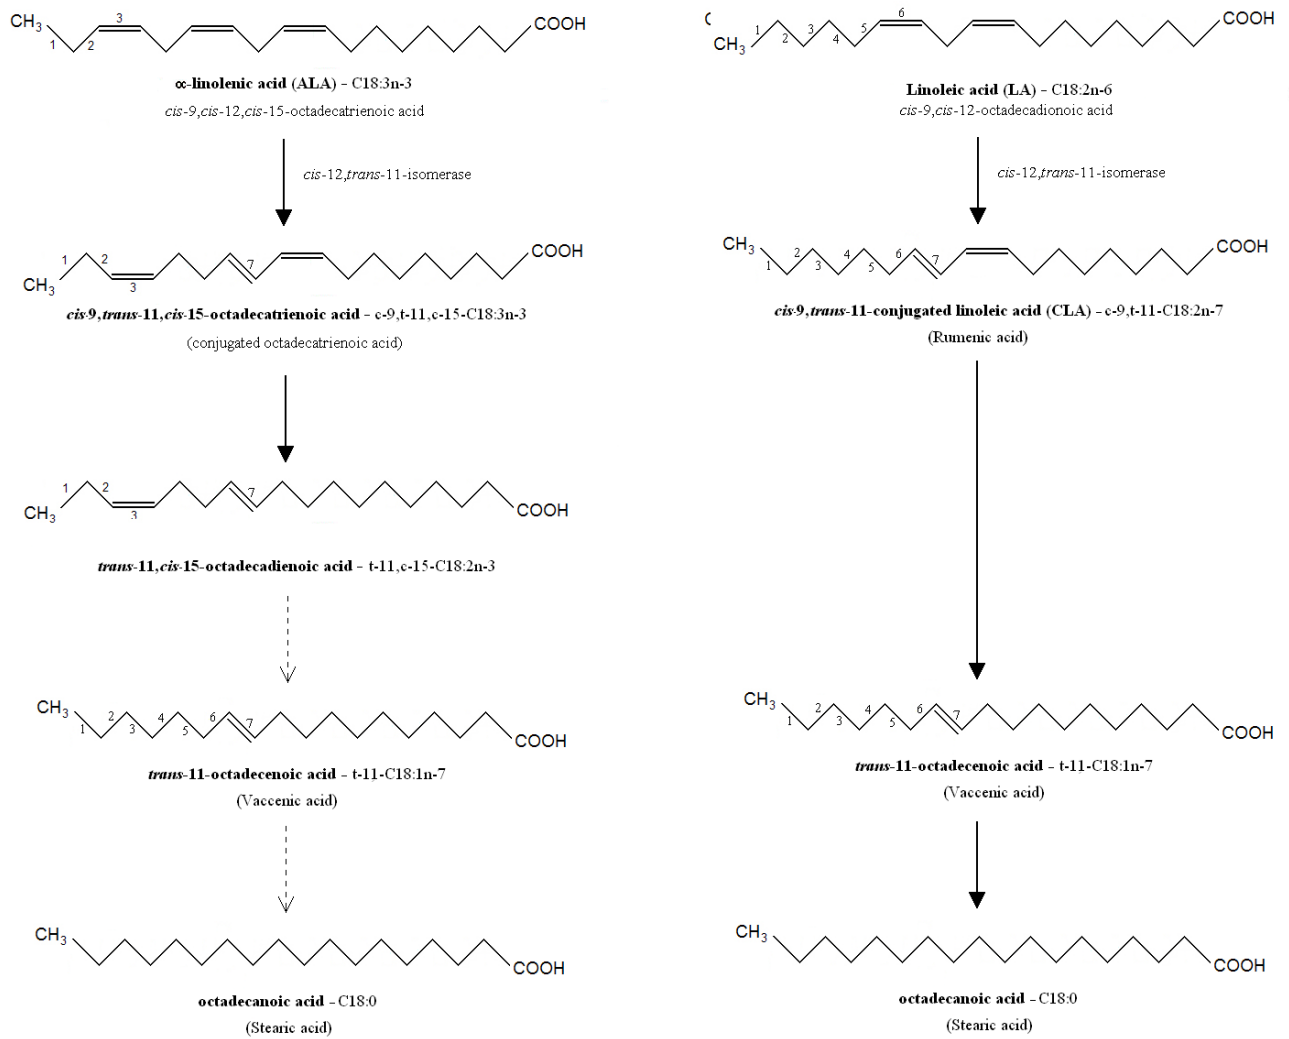 CH3 1 2 3 COOH
∝-linolenic acid (ALA) – C18:3n-3
cis-9,cis-12,cis-15-octadecatrienoic acid
cis-12,trans-11-isomerase
CH3 1 2 3 7 COOH
cis-9,trans-11,cis-15-octadecatrienoic acid – c-9,t-11,c-15-C18:3n-3
(conjugated octadecatrienoic acid)
CH3 1 2 3 7 COOH
trans-11,cis-15-octadecadienoic acid – t-11,c-15-C18:2n-3
CH3 1 2 3 4 5 6 7 COOH
trans-11-octadecenoic acid – t-11-C18:1n-7
(Vaccenic acid)
CH3 COOH
octadecanoic acid – C18:0
(Stearic acid)
CH3 1 2 3 4 5 6 COOH
Linoleic acid (LA) – C18:2n-6
cis-9,cis-12-octadecadionoic acid
cis-12,trans-11-isomerase
CH3 1 2 3 4 5 6 7 COOH
cis-9,trans-11-conjugated linoleic acid (CLA) – c-9,t-11-C18:2n-7
(Rumenic acid)
CH3 1 2 3 4 5 6 7 COOH
trans-11-octadecenoic acid – t-11-C18:1n-7
(Vaccenic acid)
CH3 COOH
octadecanoic acid – C18:0
(Stearic acid)